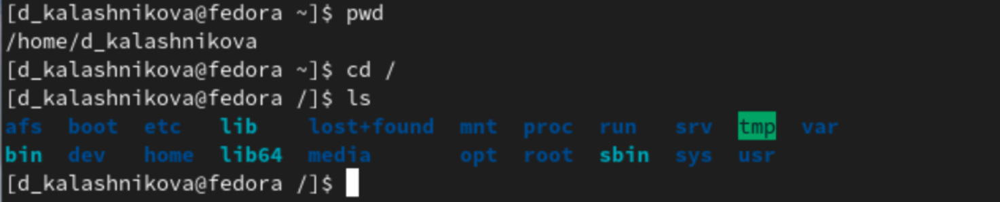 [d_kalashnikova@fedora ~]$ pwd
/home/d_kalashnikova
[d_kalashnikova@fedora ~]$ cd /
[d_kalashnikova@fedora /]$ ls
afs  boot  etc   lib    lost+found  mnt  proc  run   srv  tmp  var
bin  dev   home  lib64  media       opt  root  sbin  sys  usr
[d_kalashnikova@fedora /]$